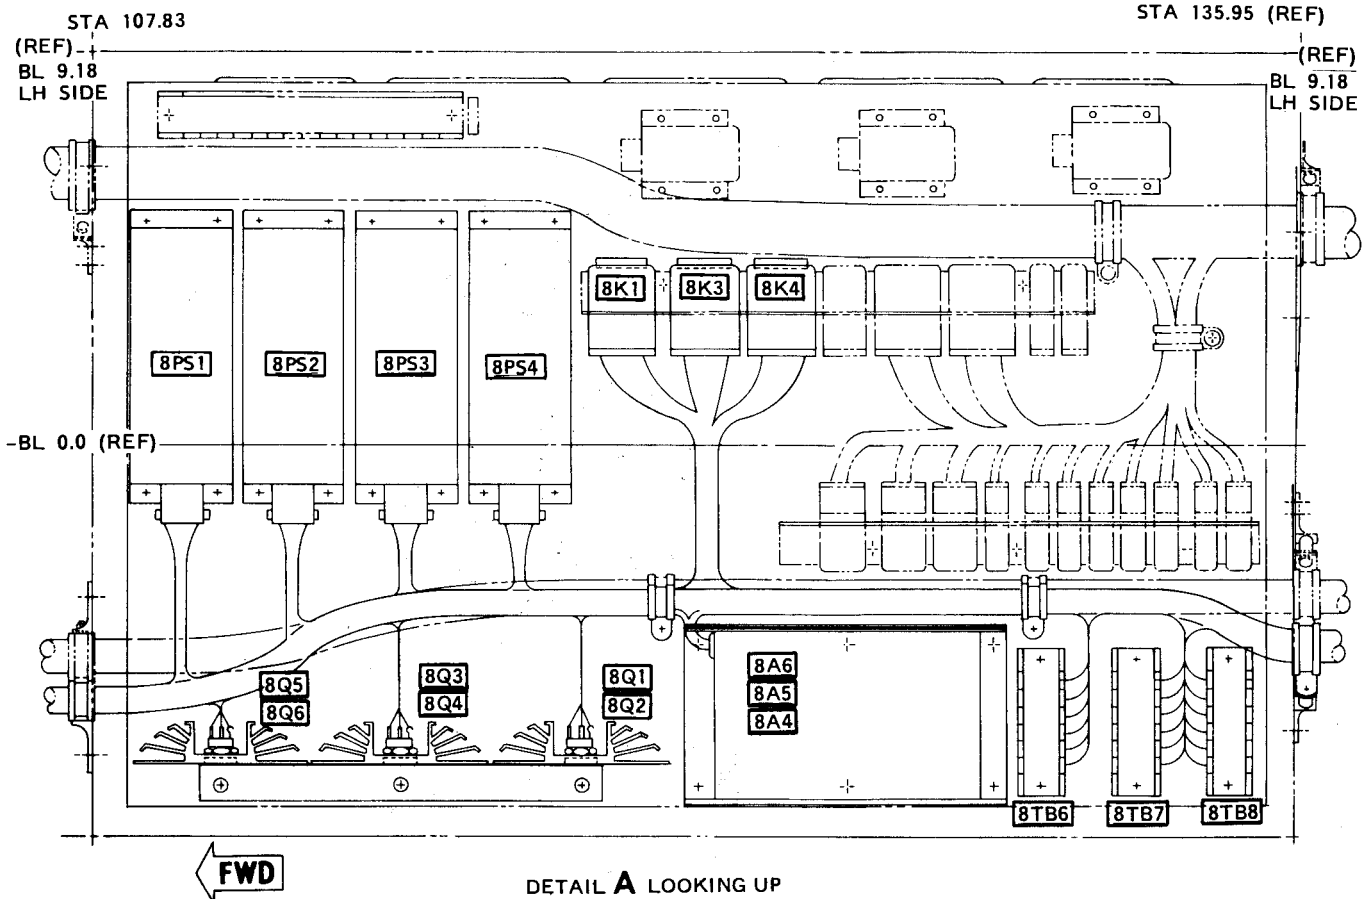 STA 107.83
STA 135.95 (REF)
(REF)
BL 9.18
LH SIDE
(REF)
BL 9.18
LH SIDE
8K1
8K3
8K4
8PS1
8PS2
8PS3
8PS4
-BL 0.0 (REF)
8Q5
8Q6
8Q3
8Q4
8Q1
8Q2
8A6
8A5
8A4
8TB6
8TB7
8TB8
FWD
DETAIL A LOOKING UP